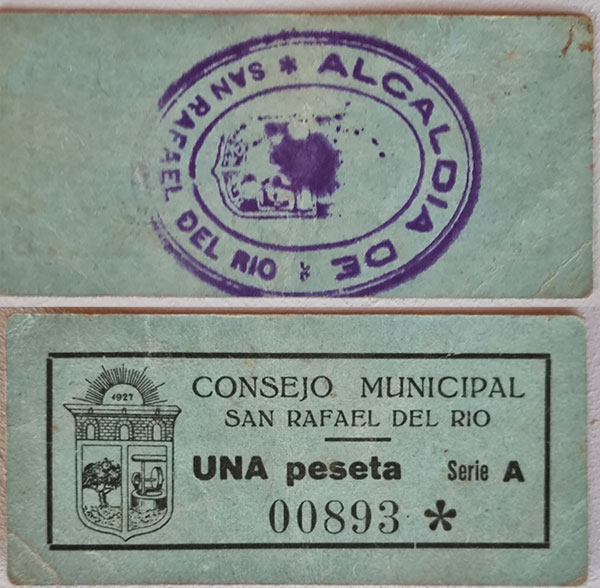 * ALCALDIA DE *
SAN RAFAEL DEL RIO
1927
CONSEJO MUNICIPAL
SAN RAFAEL DEL RIO
UNA peseta Serie A
00893 *